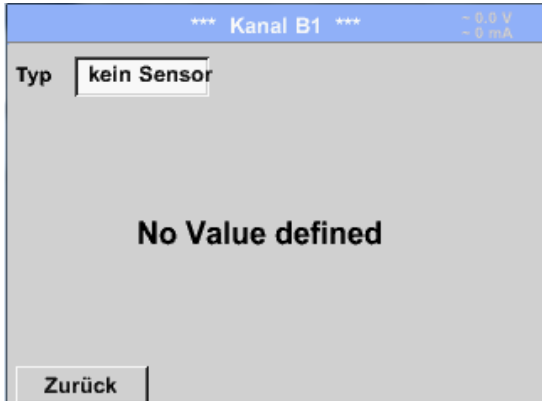 *** Kanal B1 ***
~ 0.0 V
~ 0 mA
Typ kein Sensor
No Value defined
Zurück